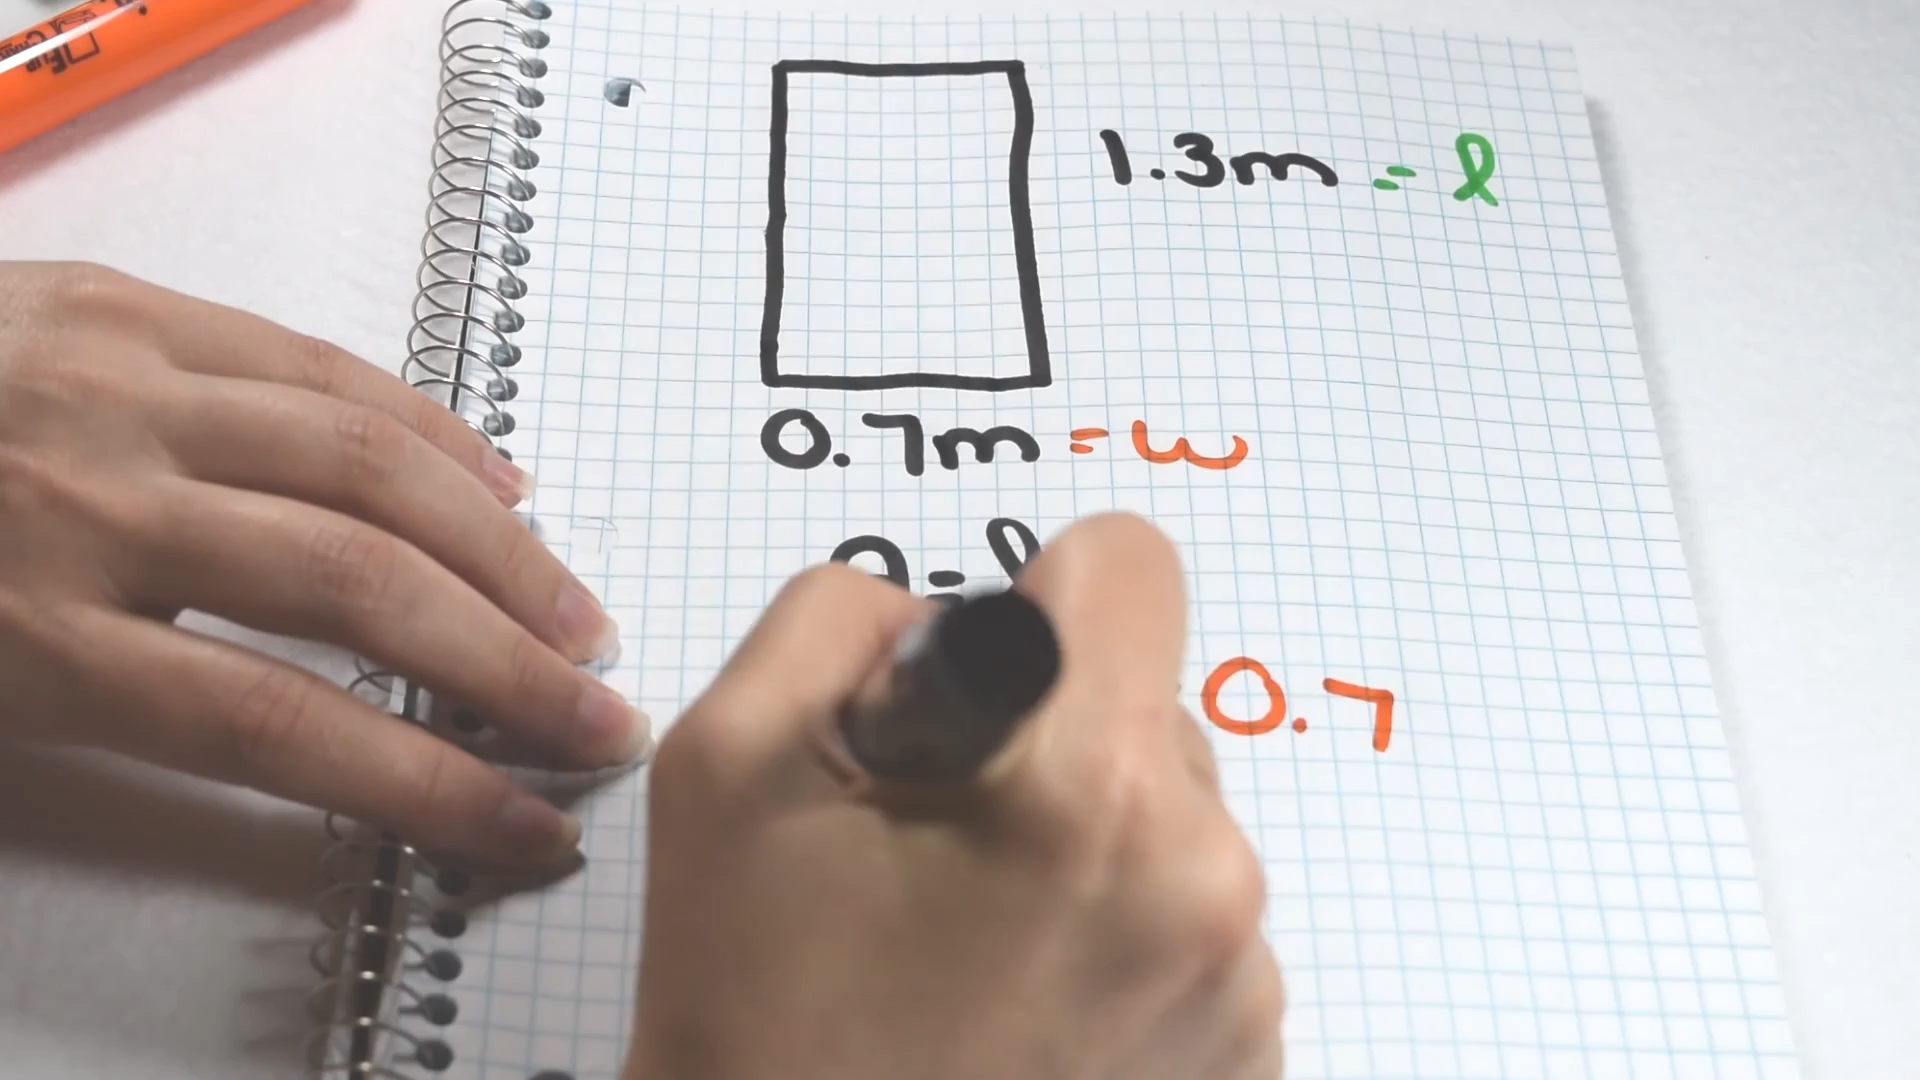 1.3m = l
0.7m = w
a = l
0.7